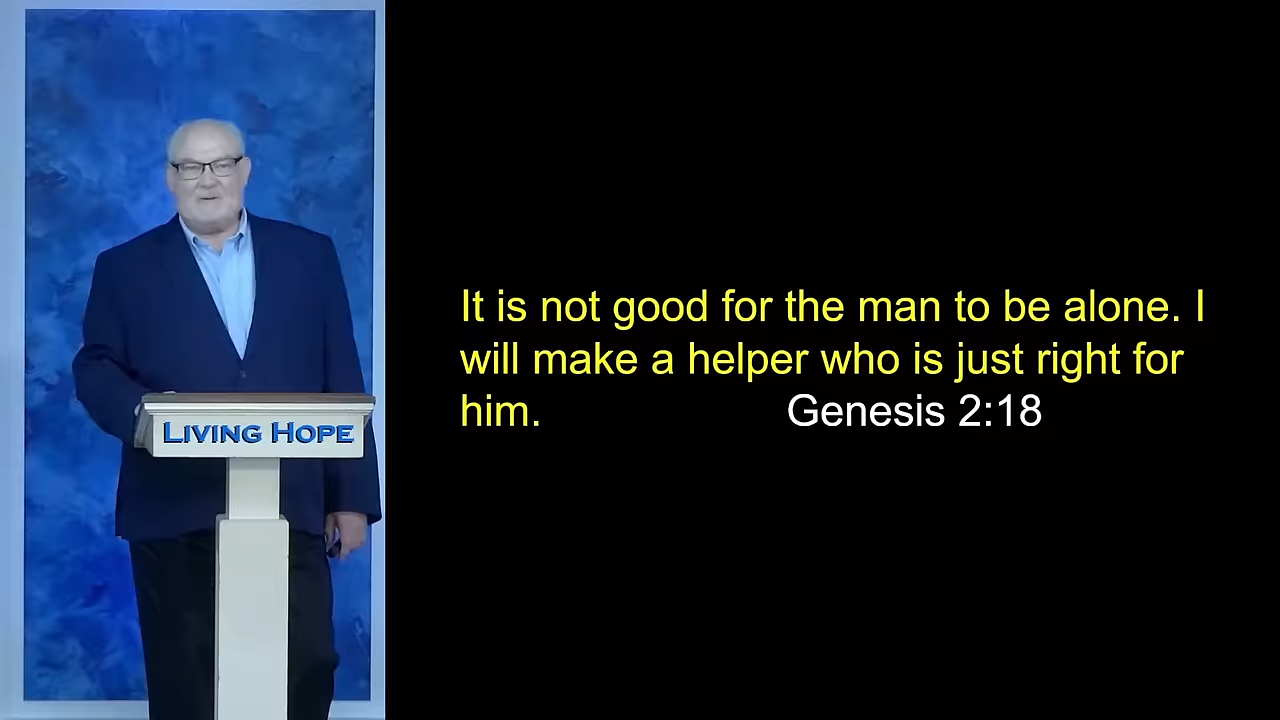 LIVING HOPE
It is not good for the man to be alone. I
will make a helper who is just right for
him. Genesis 2:18